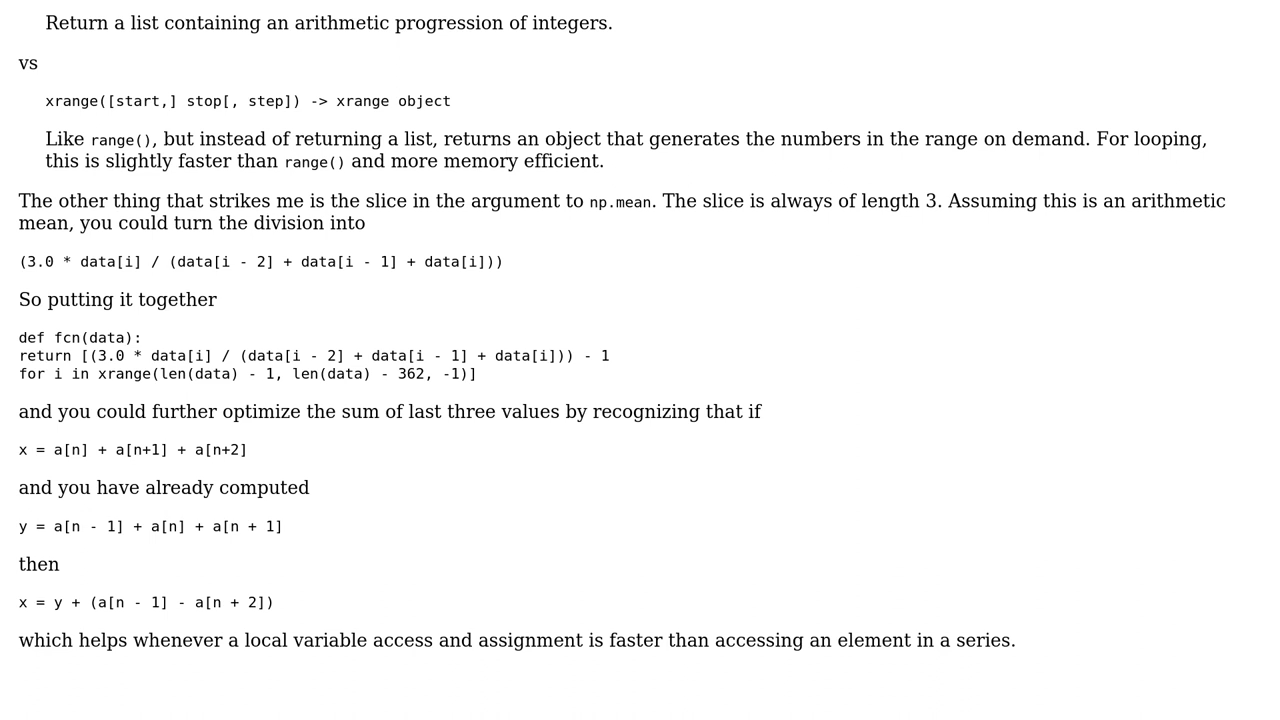 Return a list containing an arithmetic progression of integers.
vs
xrange([start,] stop[, step]) -> xrange object
Like range(), but instead of returning a list, returns an object that generates the numbers in the range on demand. For looping,
this is slightly faster than range() and more memory efficient.
The other thing that strikes me is the slice in the argument to np.mean. The slice is always of length 3. Assuming this is an arithmetic
mean, you could turn the division into
(3.0 * data[i] / (data[i - 2] + data[i - 1] + data[i]))
So putting it together
def fcn(data):
return [(3.0 * data[i] / (data[i - 2] + data[i - 1] + data[i])) - 1
for i in xrange(len(data) - 1, len(data) - 362, -1)]
and you could further optimize the sum of last three values by recognizing that if
x = a[n] + a[n+1] + a[n+2]
and you have already computed
y = a[n - 1] + a[n] + a[n + 1]
then
x = y + (a[n - 1] - a[n + 2])
which helps whenever a local variable access and assignment is faster than accessing an element in a series.